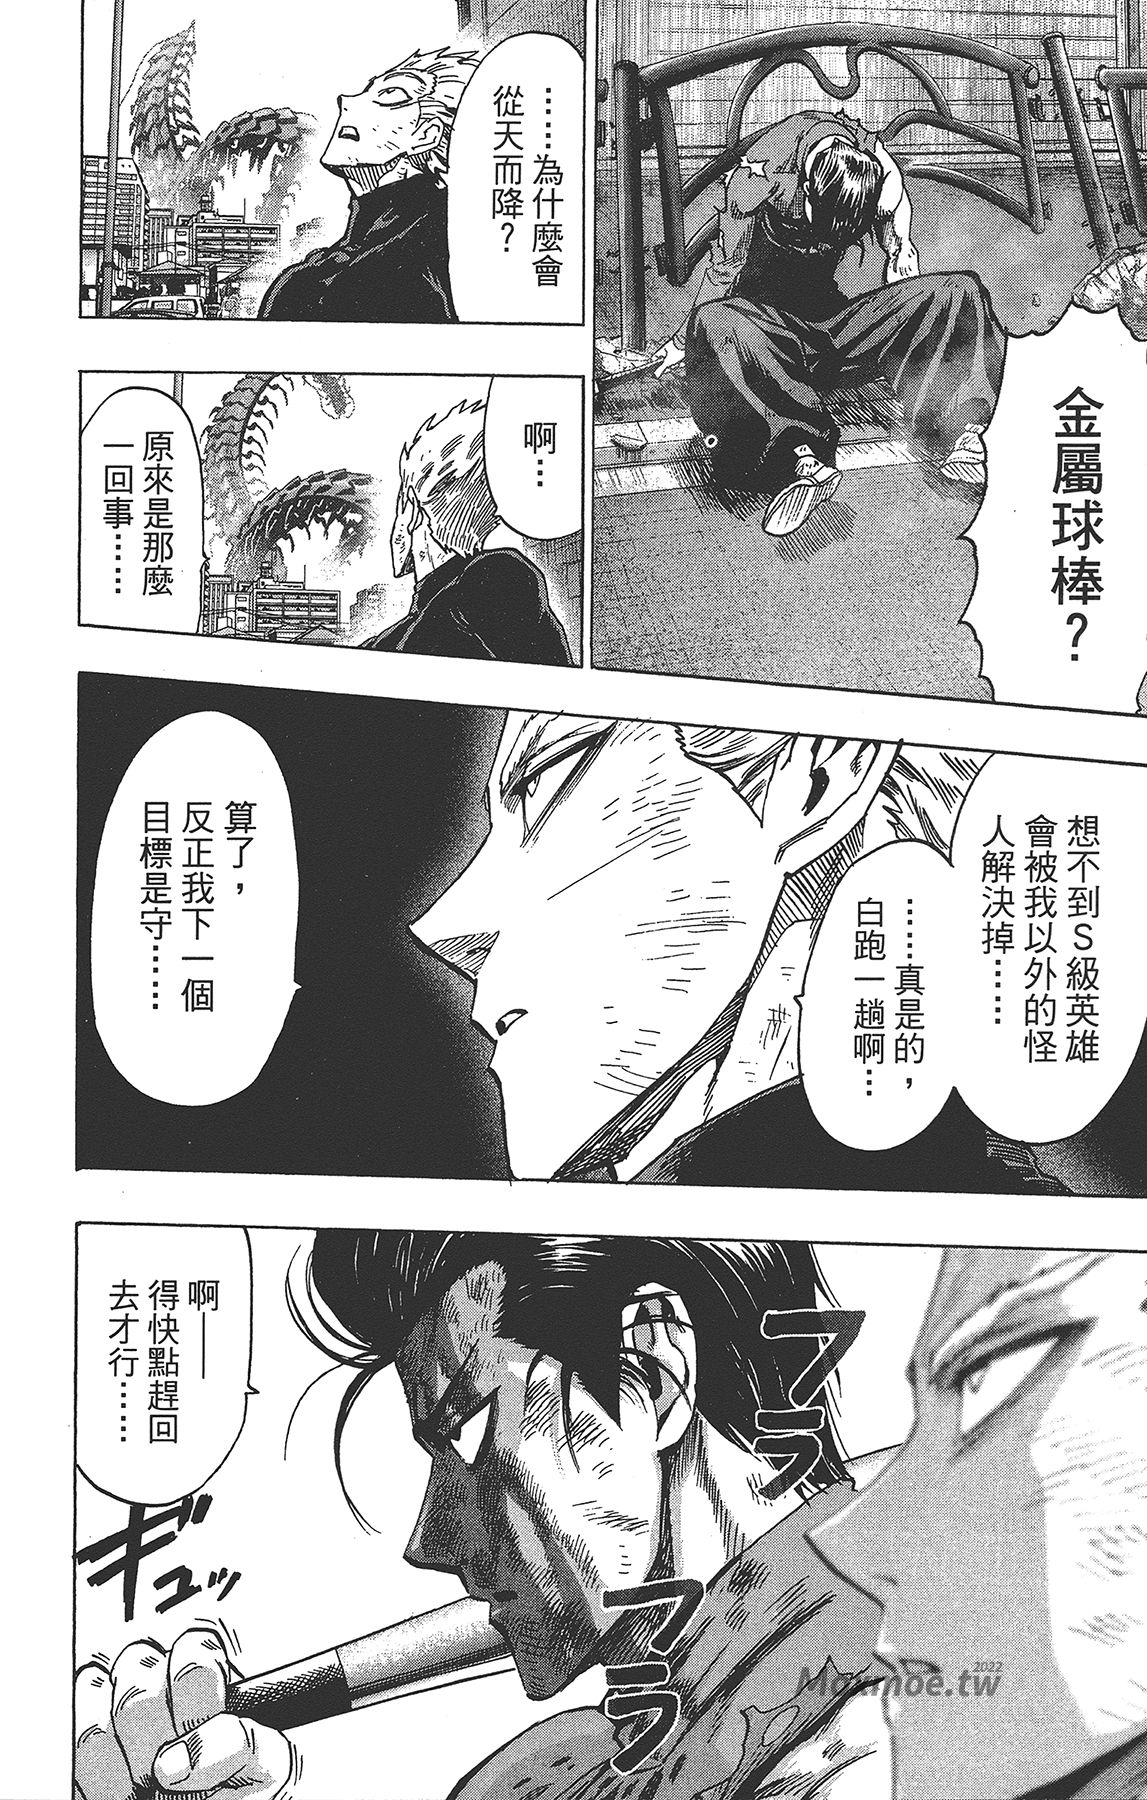 金屬球棒?
……為什麼會
從天而降?
啊…
原來是那麼
一回事……
想不到S級英雄
會被我以外的怪
人解決掉……
……真是的，
白跑一趟啊…
算了，
反正我下一個
目標是守……
フラ
フラ
啊——
得快點趕回
去才行……
ギュッ
Moxmoe.tw
2022